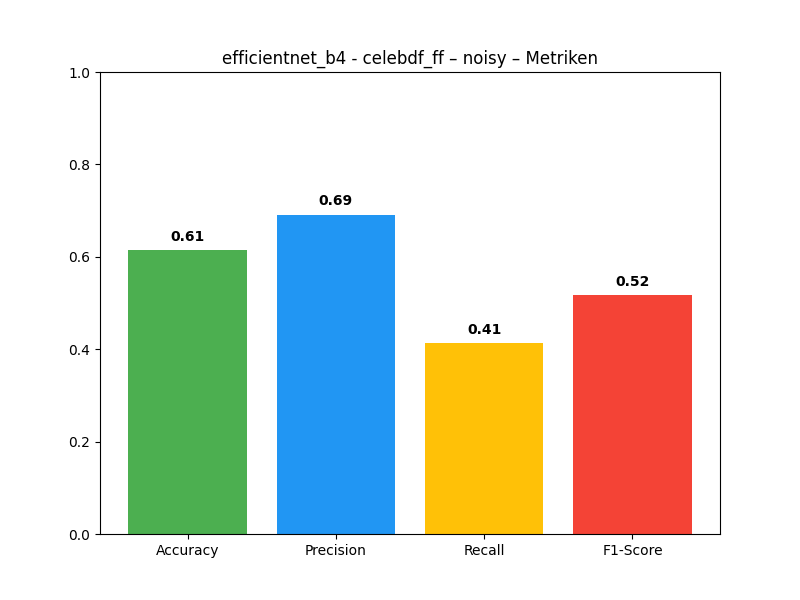 efficientnet_b4 - celebdf_ff – noisy – Metriken
1.0
0.8
0.6
0.4
0.2
0.0
0.61
0.69
0.41
0.52
Accuracy
Precision
Recall
F1-Score